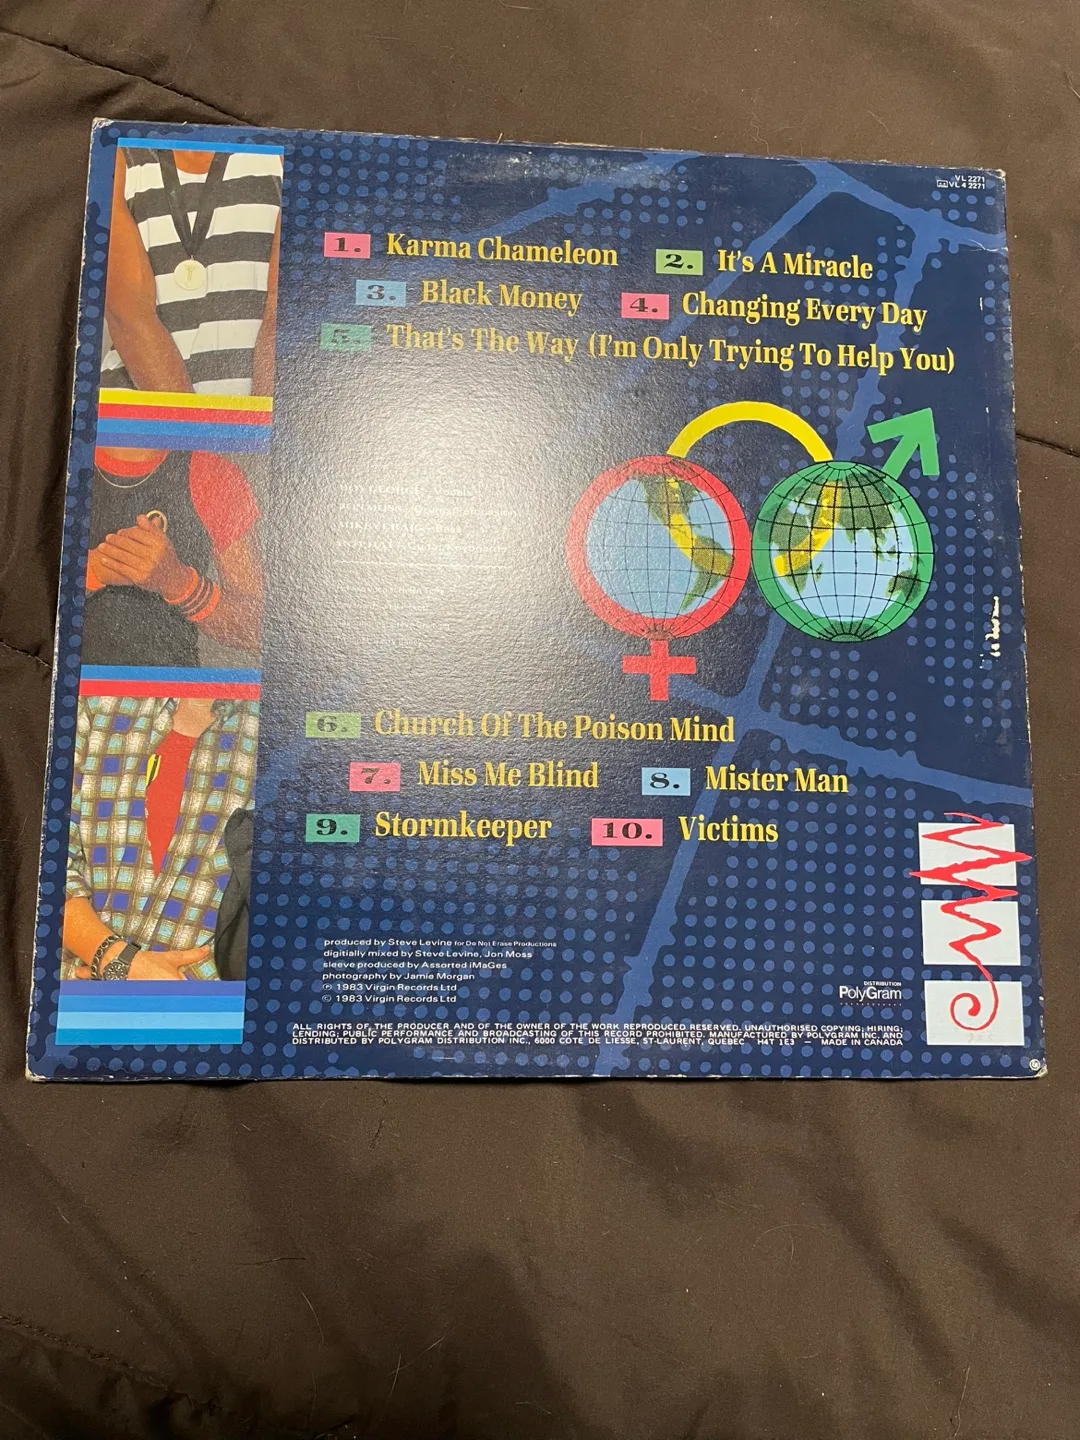 VL 2271
VL 4 2271
1. Karma Chameleon 2. It's A Miracle
3. Black Money 4. Changing Every Day
5. That's The Way (I'm Only Trying To Help You)
6. Church Of The Poison Mind
7. Miss Me Blind 8. Mister Man
9. Stormkeeper 10. Victims
produced by Steve Levine for Do Not Erase Productions
digitially mixed by Steve Levine, Jon Moss
sleeve produced by Assorted iMaGes
photography by Jamie Morgan
℗ 1983 Virgin Records Ltd
© 1983 Virgin Records Ltd
DISTRIBUTION
PolyGram
ALL RIGHTS OF THE PRODUCER AND OF THE OWNER OF THE WORK REPRODUCED RESERVED. UNAUTHORISED COPYING; HIRING;
LENDING; PUBLIC PERFORMANCE AND BROADCASTING OF THIS RECORD PROHIBITED. MANUFACTURED BY POLYGRAM INC. AND
DISTRIBUTED BY POLYGRAM DISTRIBUTION INC., 6000 COTE DE LIESSE, ST-LAURENT, QUEBEC H4T 1E3 — MADE IN CANADA